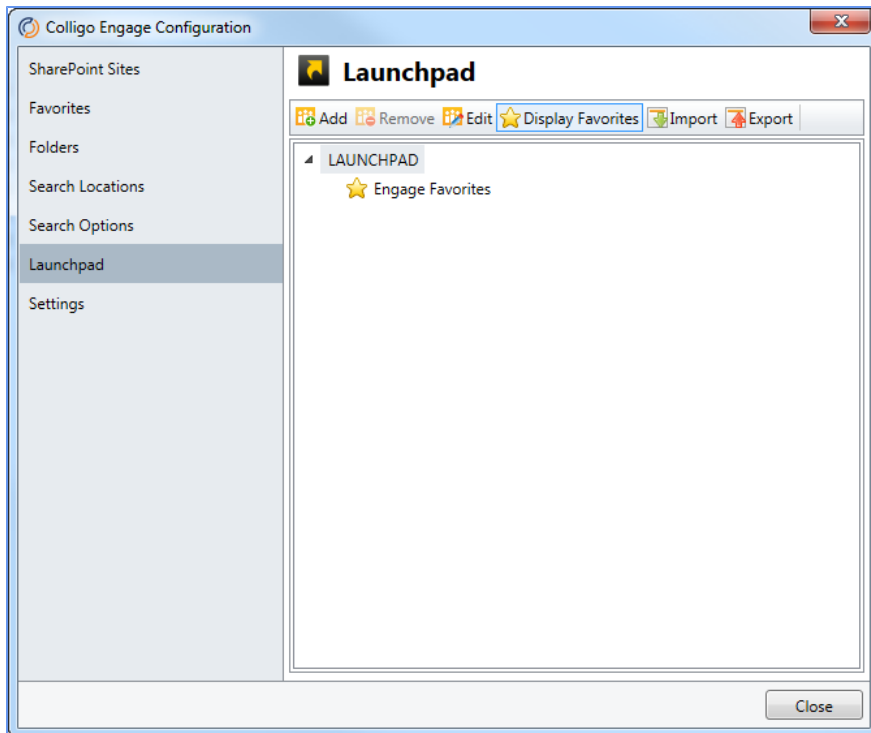 Colligo Engage Configuration
SharePoint Sites
Favorites
Folders
Search Locations
Search Options
Launchpad
Settings
Launchpad
Add Remove Edit Display Favorites Import Export
LAUNCHPAD
Engage Favorites
Close